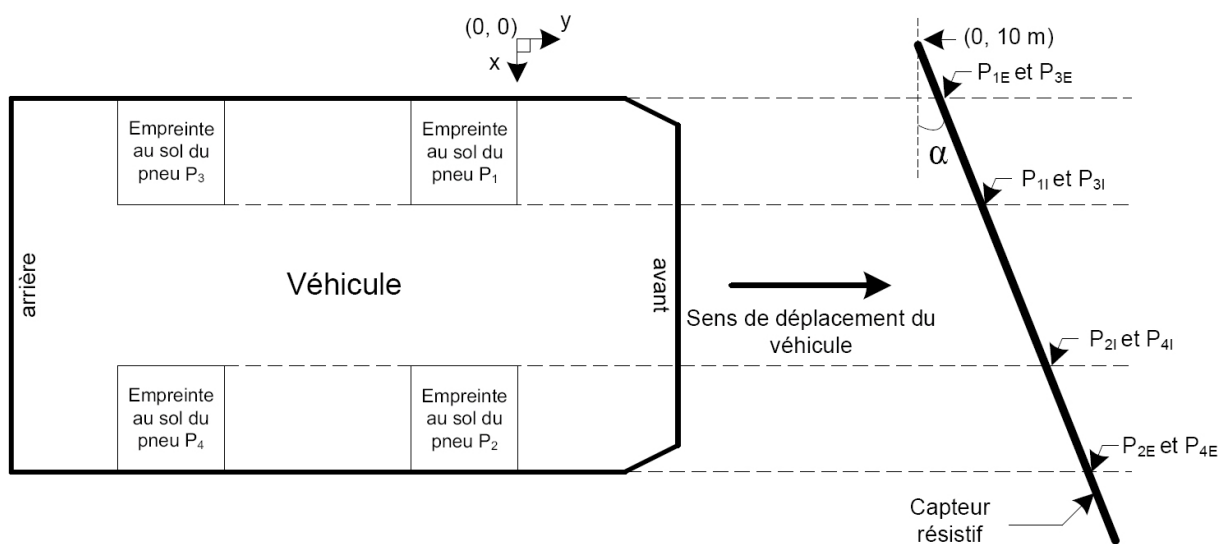 (0, 0)
y
x
(0, 10 m)
P1E et P3E
Empreinte
au sol du
pneu P3
Empreinte
au sol du
pneu P1
α
P1I et P3I
arrière
Véhicule
avant
Sens de déplacement du
véhicule
P2I et P4I
Empreinte
au sol du
pneu P4
Empreinte
au sol du
pneu P2
P2E et P4E
Capteur
résistif